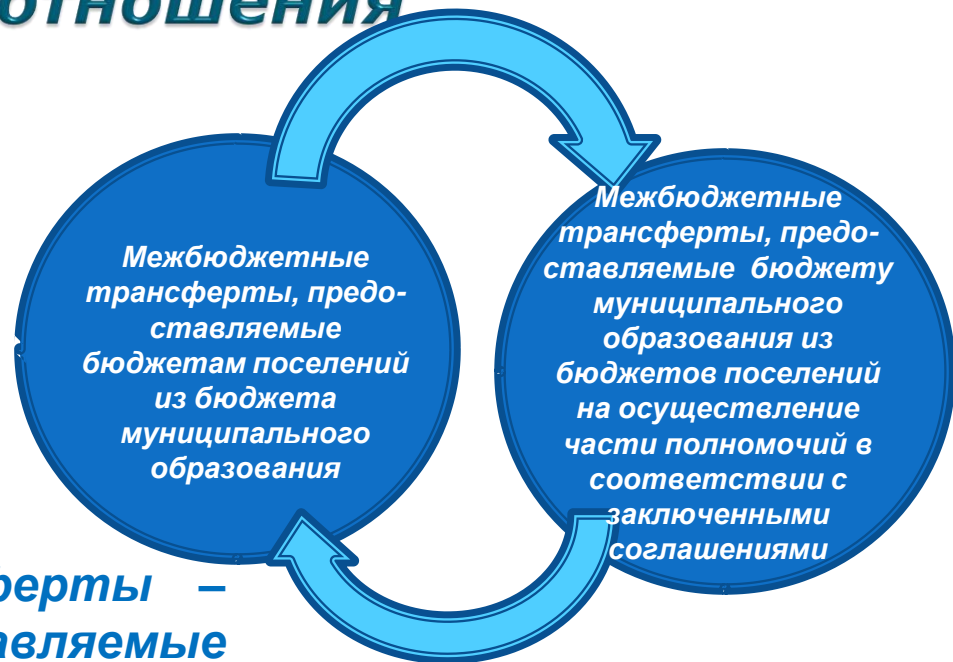 отношения
Межбюджетные
трансферты, предо-
ставляемые
бюджетам поселений
из бюджета
муниципального
образования
Межбюджетные
трансферты, предо-
ставляемые бюджету
муниципального
образования из
бюджетов поселений
на осуществление
части полномочий в
соответствии с
заключенными
соглашениями
ферты –
авляемые